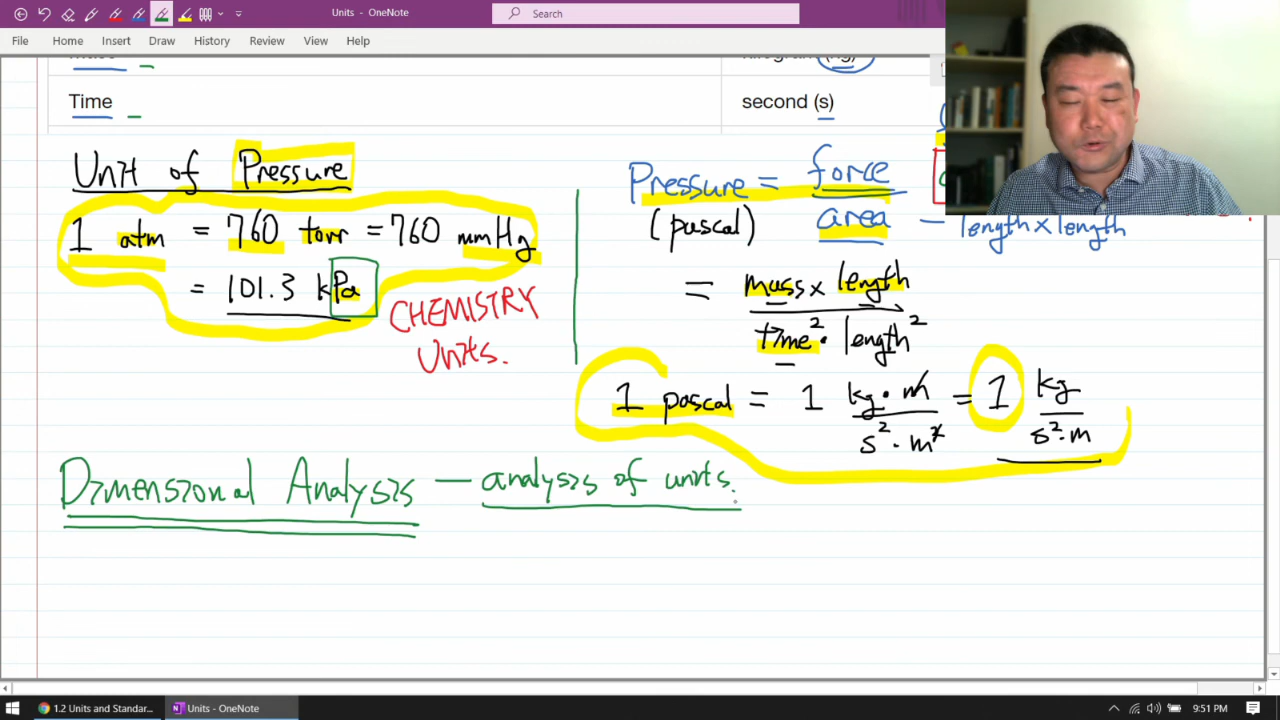 Units - OneNote
Search
File Home Insert Draw History Review View Help
Time
second (s)
Unit of Pressure
1 atm = 760 torr = 760 mmHg
= 101.3 kPa
CHEMISTRY
Units.
Pressure = force
(pascal) area
length x length
= mass x length
time² · length²
1 pascal = 1 kg · m = 1 kg
s² · m² s² · m
Dimensional Analysis — analysis of units.
1.2 Units and Standar...
Units - OneNote
9:51 PM